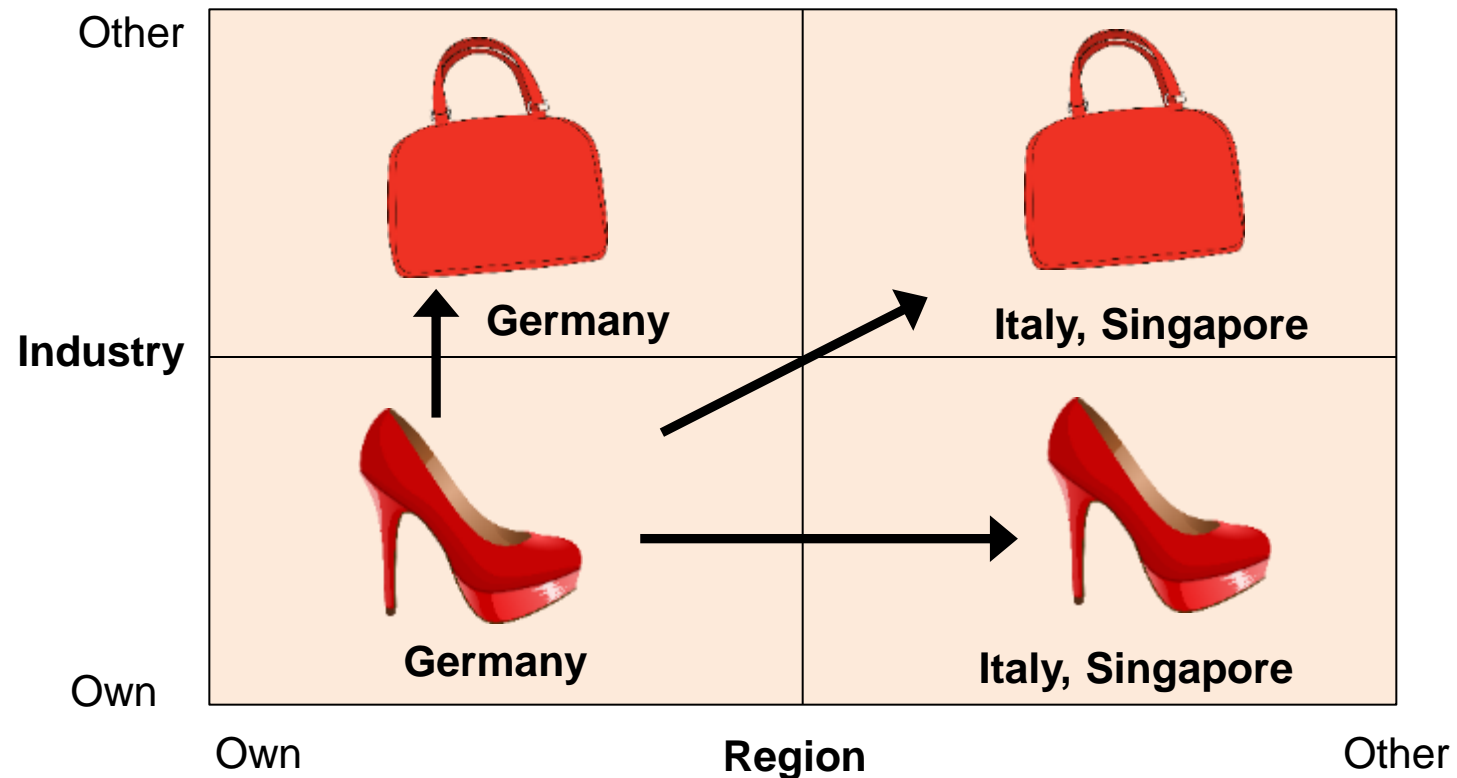 Other
Germany
Italy, Singapore
Industry
Germany
Italy, Singapore
Own
Own
Region
Other